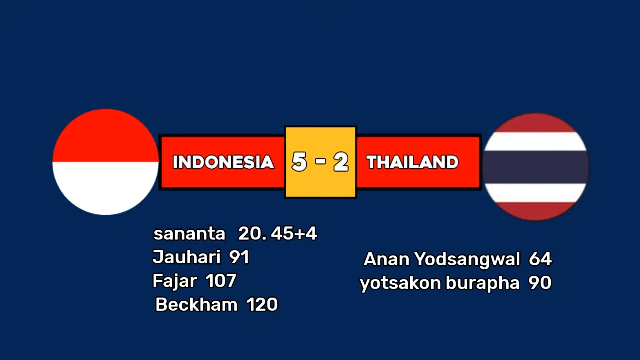 INDONESIA 5 - 2 THAILAND
sananta 20. 45+4
Jauhari 91
Fajar 107
Beckham 120
Anan Yodsangwal 64
yotsakon burapha 90